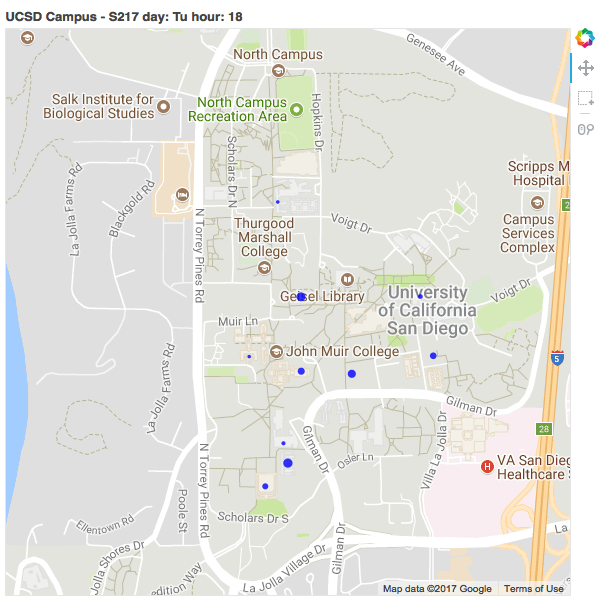 UCSD Campus - S217 day: Tu hour: 18
Genesee Ave
North Campus
Salk Institute for
Biological Studies
North Campus
Recreation Area
Hopkins Dr
Scholars Dr N
Scripps M
Hospital
La Jolla Farms Rd
Blackgold Rd
2
N Torrey Pines Rd
Thurgood
Marshall
College
Voigt Dr
Campus
Services
Complex
Geisel Library
University
of California
San Diego
Voigt Dr
Muir Ln
John Muir College
5
La Jolla Farms Rd
Gilman Dr
Gilman Dr
Villa La Jolla Dr
28
N Torrey Pines Rd
Osler Ln
H
VA San Dieg
Healthcare
Poole St
Ellentown Rd
Scholars Dr S
La
La Jolla Shores Dr
Gilman Dr
edition Way
La Jolla Village Dr
Map data ©2017 Google
Terms of Use